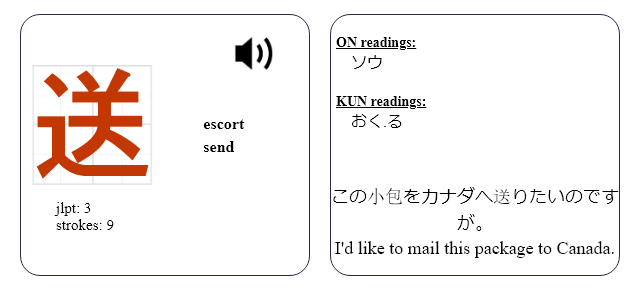 送
escort
send
jlpt: 3
strokes: 9
ON readings:
ソウ
KUN readings:
おく.る
この小包をカナダへ送りたいのです
が。
I'd like to mail this package to Canada.